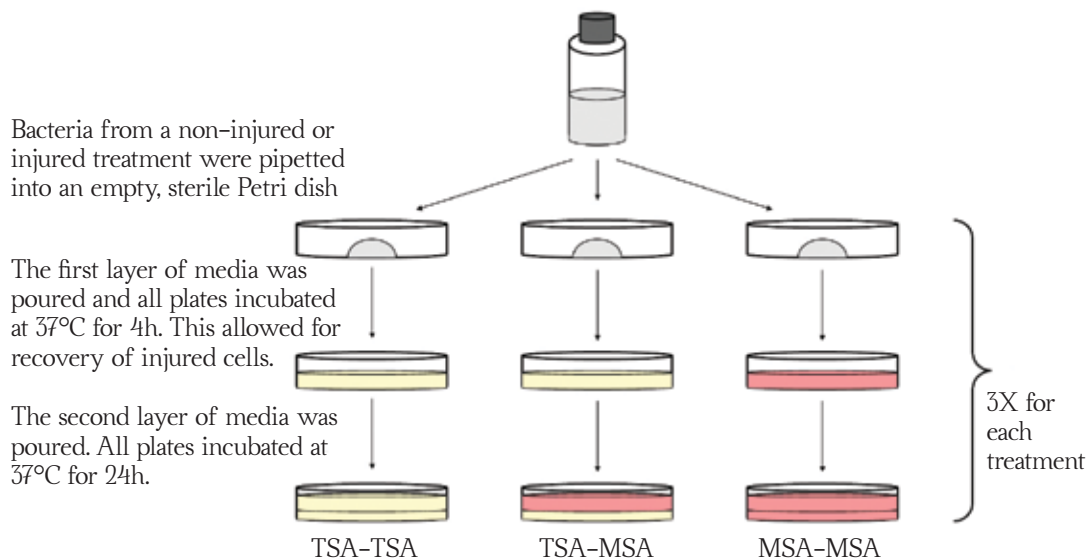 Bacteria from a non-injured or
injured treatment were pipetted
into an empty, sterile Petri dish
The first layer of media was
poured and all plates incubated
at 37°C for 4h. This allowed for
recovery of injured cells.
The second layer of media was
poured. All plates incubated at
37°C for 24h.
3X for
each
treatment
TSA-TSA
TSA-MSA
MSA-MSA